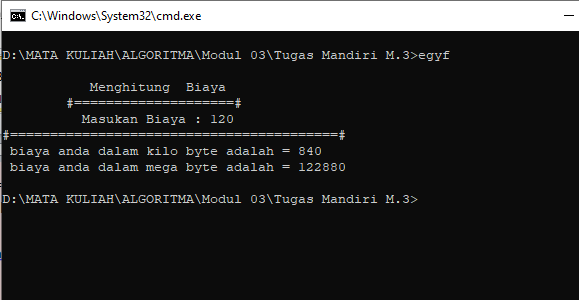 C:\Windows\System32\cmd.exe
D:\MATA KULIAH\ALGORITMA\Modul 03\Tugas Mandiri M.3>egyf
Menghitung  Biaya
#====================#
Masukan Biaya : 120
#=========================================#
biaya anda dalam kilo byte adalah = 840
biaya anda dalam mega byte adalah = 122880
D:\MATA KULIAH\ALGORITMA\Modul 03\Tugas Mandiri M.3>